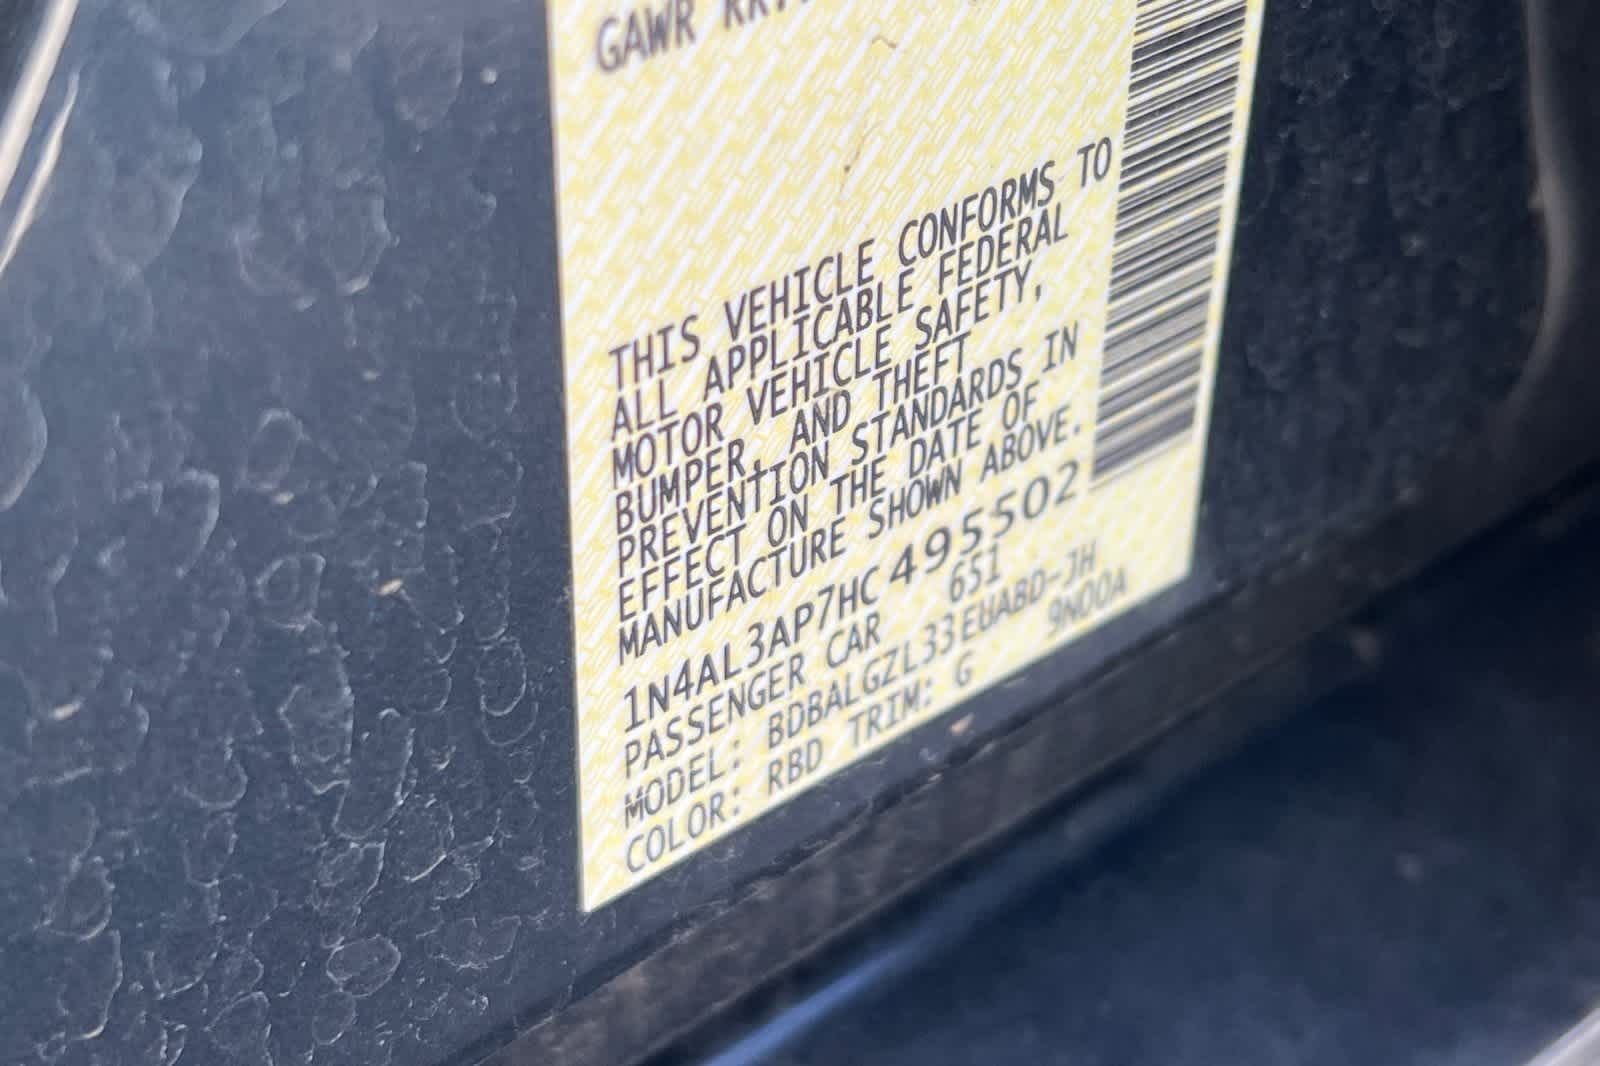 GAWR RR:
THIS VEHICLE CONFORMS TO
ALL APPLICABLE FEDERAL
MOTOR VEHICLE SAFETY,
BUMPER, AND THEFT
PREVENTION STANDARDS IN
EFFECT ON THE DATE OF
MANUFACTURE SHOWN ABOVE.
1N4AL3AP7HC495502
PASSENGER CAR 651
MODEL: BDBALGZL33EUABD-JH
COLOR: RBD TRIM: G 9N00A